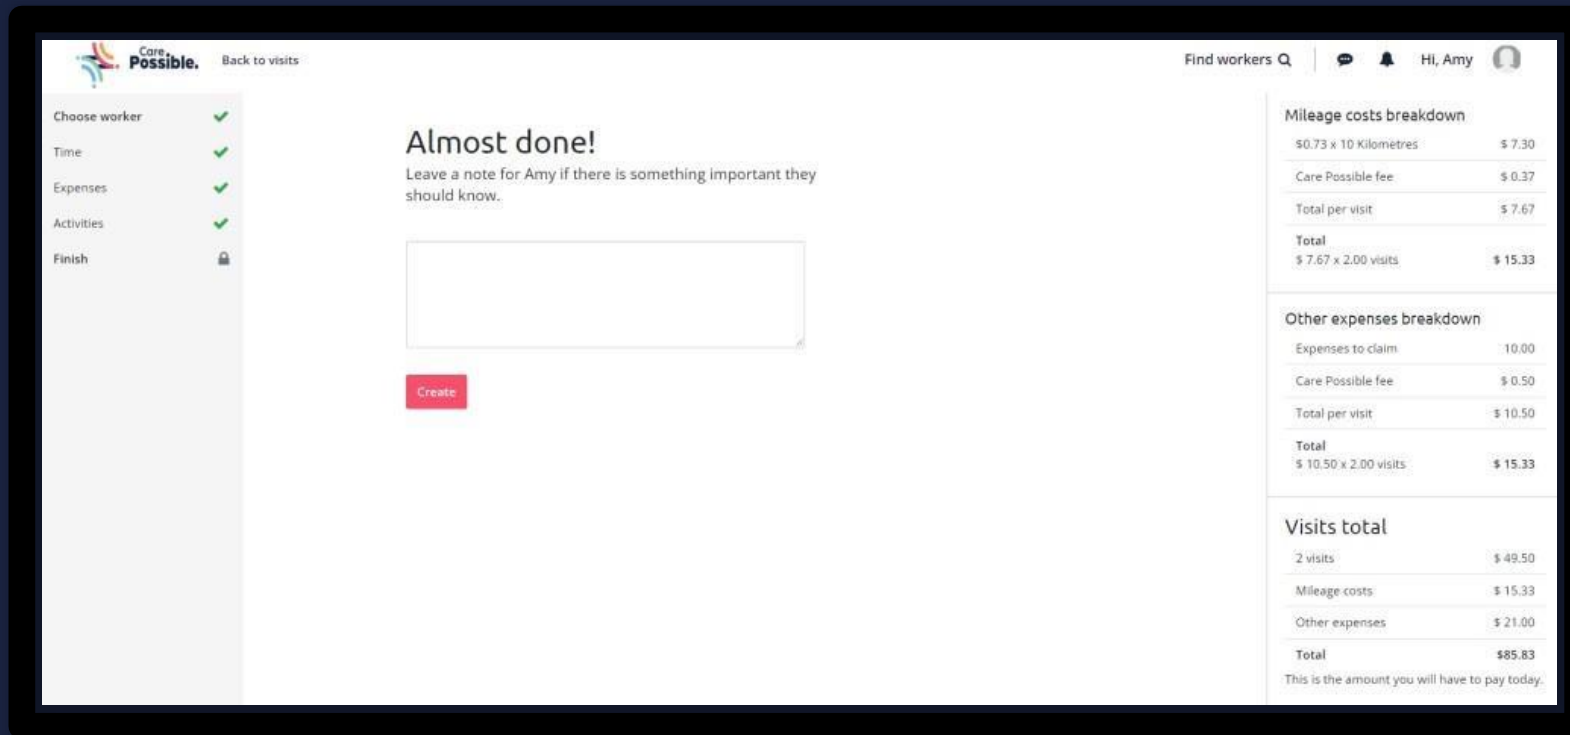 Care
Possible.
Back to visits
Find workers
Hi, Amy
Choose worker
Time
Expenses
Activities
Finish
Almost done!
Leave a note for Amy if there is something important they
should know.
Create
Mileage costs breakdown
$0.73 x 10 Kilometres $ 7.30
Care Possible fee $ 0.37
Total per visit $ 7.67
Total
$ 7.67 x 2.00 visits $ 15.33
Other expenses breakdown
Expenses to claim 10.00
Care Possible fee $ 0.50
Total per visit $ 10.50
Total
$ 10.50 x 2.00 visits $ 15.33
Visits total
2 visits $ 49.50
Mileage costs $ 15.33
Other expenses $ 21.00
Total $85.83
This is the amount you will have to pay today.